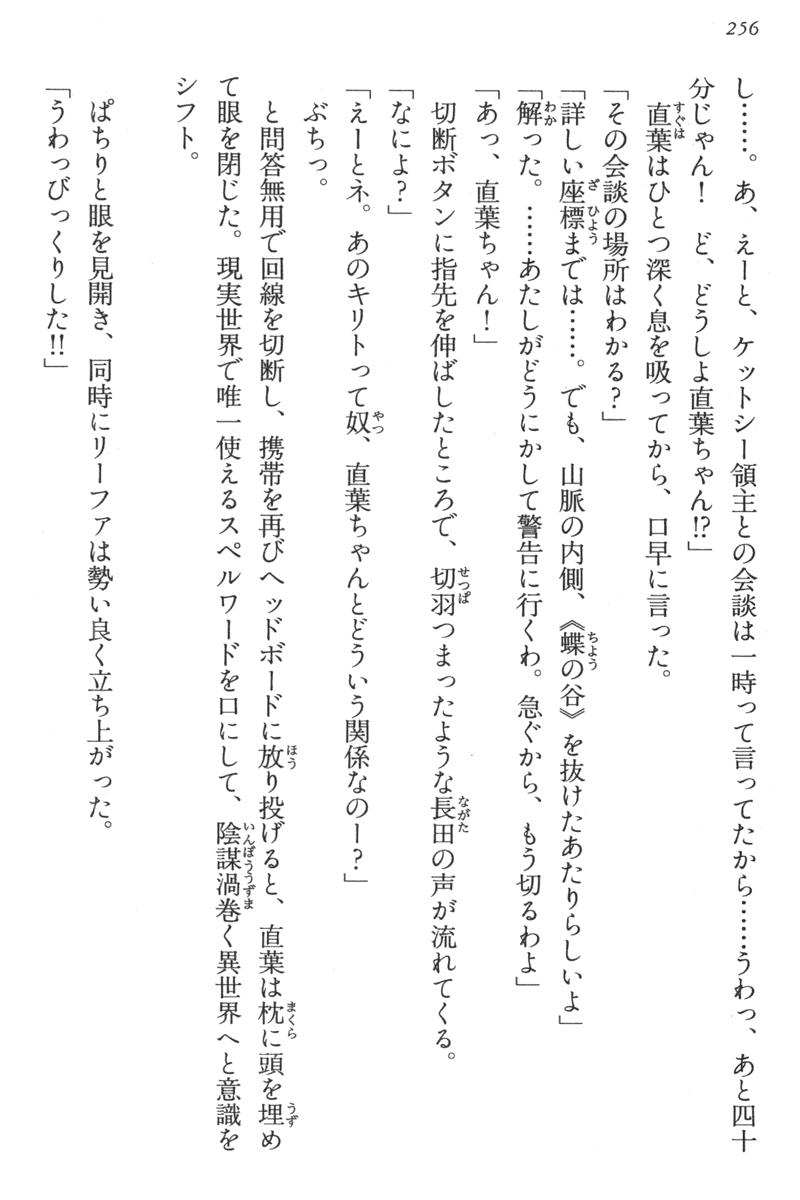 256
し……。あ、えーと、ケットシー領主との会談は一時って言ってたから……うわっ、あと四十
分じゃん！　ど、どうしよ直葉ちゃん!?」
　直葉はひとつ深く息を吸ってから、口早に言った。
「その会談の場所はわかる？」
「詳しい座標までは……。でも、山脈の内側、《蝶の谷》を抜けたあたりらしいよ」
「解った。……あたしがどうにかして警告に行くわ。急ぐから、もう切るわよ」
「あっ、直葉ちゃん！」
　切断ボタンに指先を伸ばしたところで、切羽つまったような長田の声が流れてくる。
「なによ？」
「えーとネ。あのキリトって奴、直葉ちゃんとどういう関係なのー？」
　ぶちっ。
　と問答無用で回線を切断し、携帯を再びヘッドボードに放り投げると、直葉は枕に頭を埋め
て眼を閉じた。現実世界で唯一使えるスペルワードを口にして、陰謀渦巻く異世界へと意識を
シフト。
　ぱちりと眼を見開き、同時にリーファは勢い良く立ち上がった。
「うわっびっくりした!!」